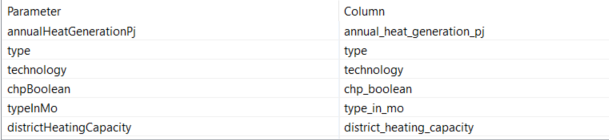 Parameter Column
annualHeatGenerationPj annual_heat_generation_pj
type type
technology technology
chpBoolean chp_boolean
typeInMo type_in_mo
districtHeatingCapacity district_heating_capacity